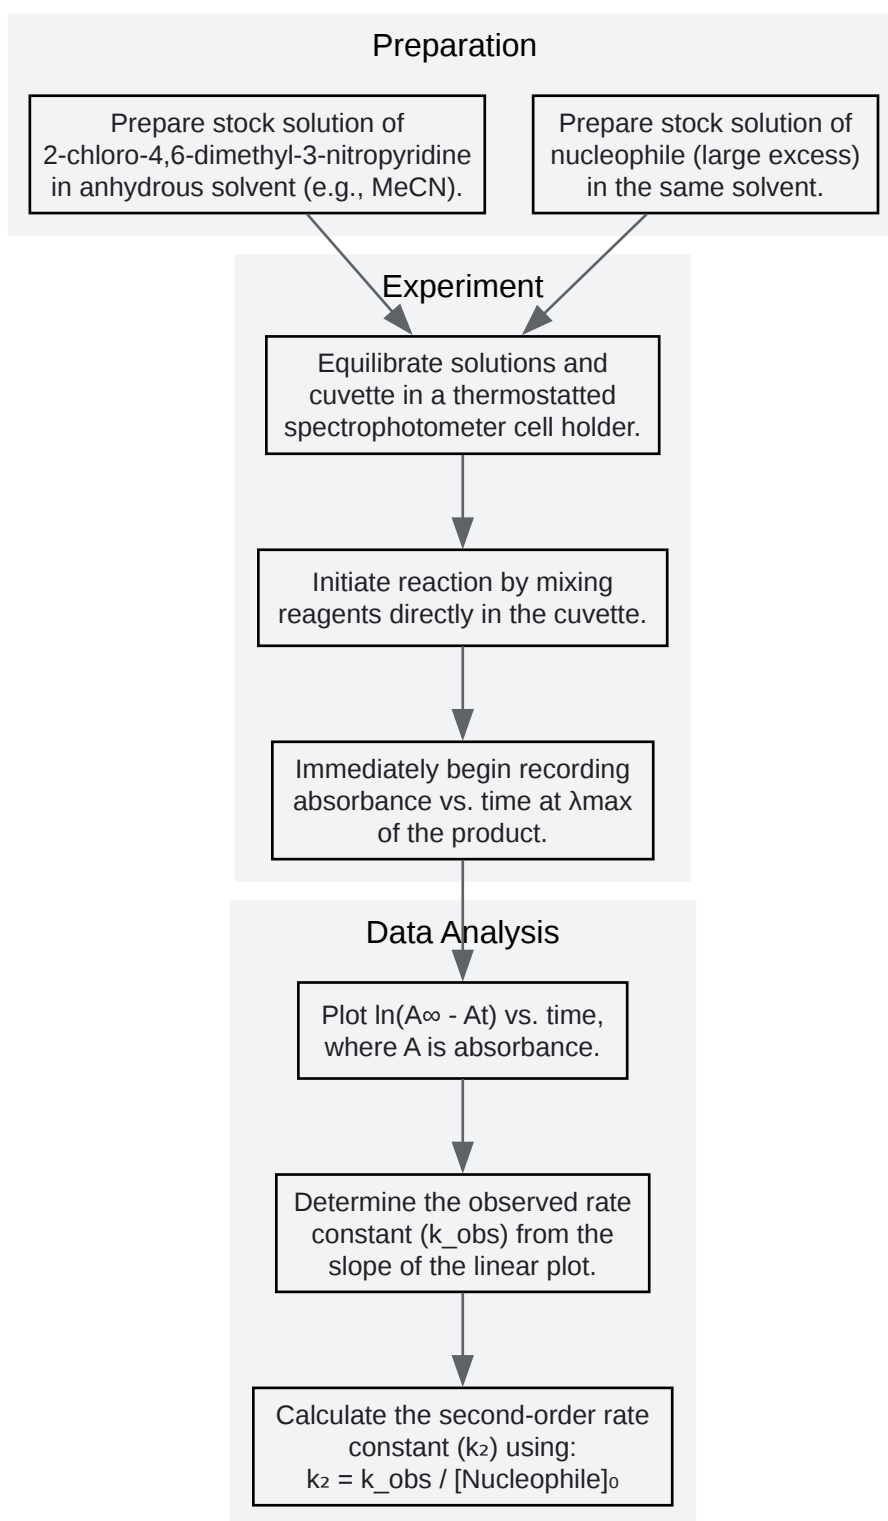 Preparation
Prepare stock solution of
2-chloro-4,6-dimethyl-3-nitropyridine
in anhydrous solvent (e.g., MeCN).
Prepare stock solution of
nucleophile (large excess)
in the same solvent.
Experiment
Equilibrate solutions and
cuvette in a thermostatted
spectrophotometer cell holder.
Initiate reaction by mixing
reagents directly in the cuvette.
Immediately begin recording
absorbance vs. time at λmax
of the product.
Data Analysis
Plot ln(A∞ - At) vs. time,
where A is absorbance.
Determine the observed rate
constant (k_obs) from the
slope of the linear plot.
Calculate the second-order rate
constant (k₂) using:
k₂ = k_obs / [Nucleophile]₀